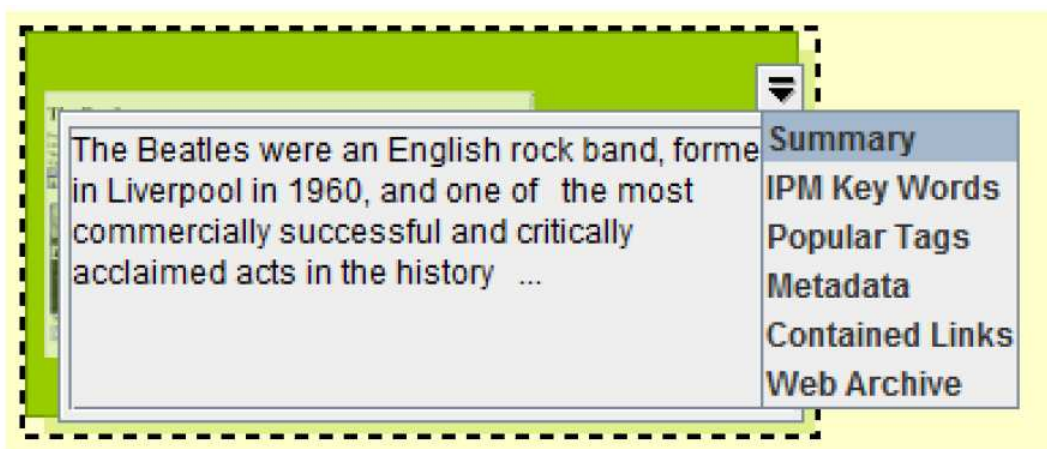 The Beatles were an English rock band, forme
in Liverpool in 1960, and one of the most
commercially successful and critically
acclaimed acts in the history ...
Summary
IPM Key Words
Popular Tags
Metadata
Contained Links
Web Archive